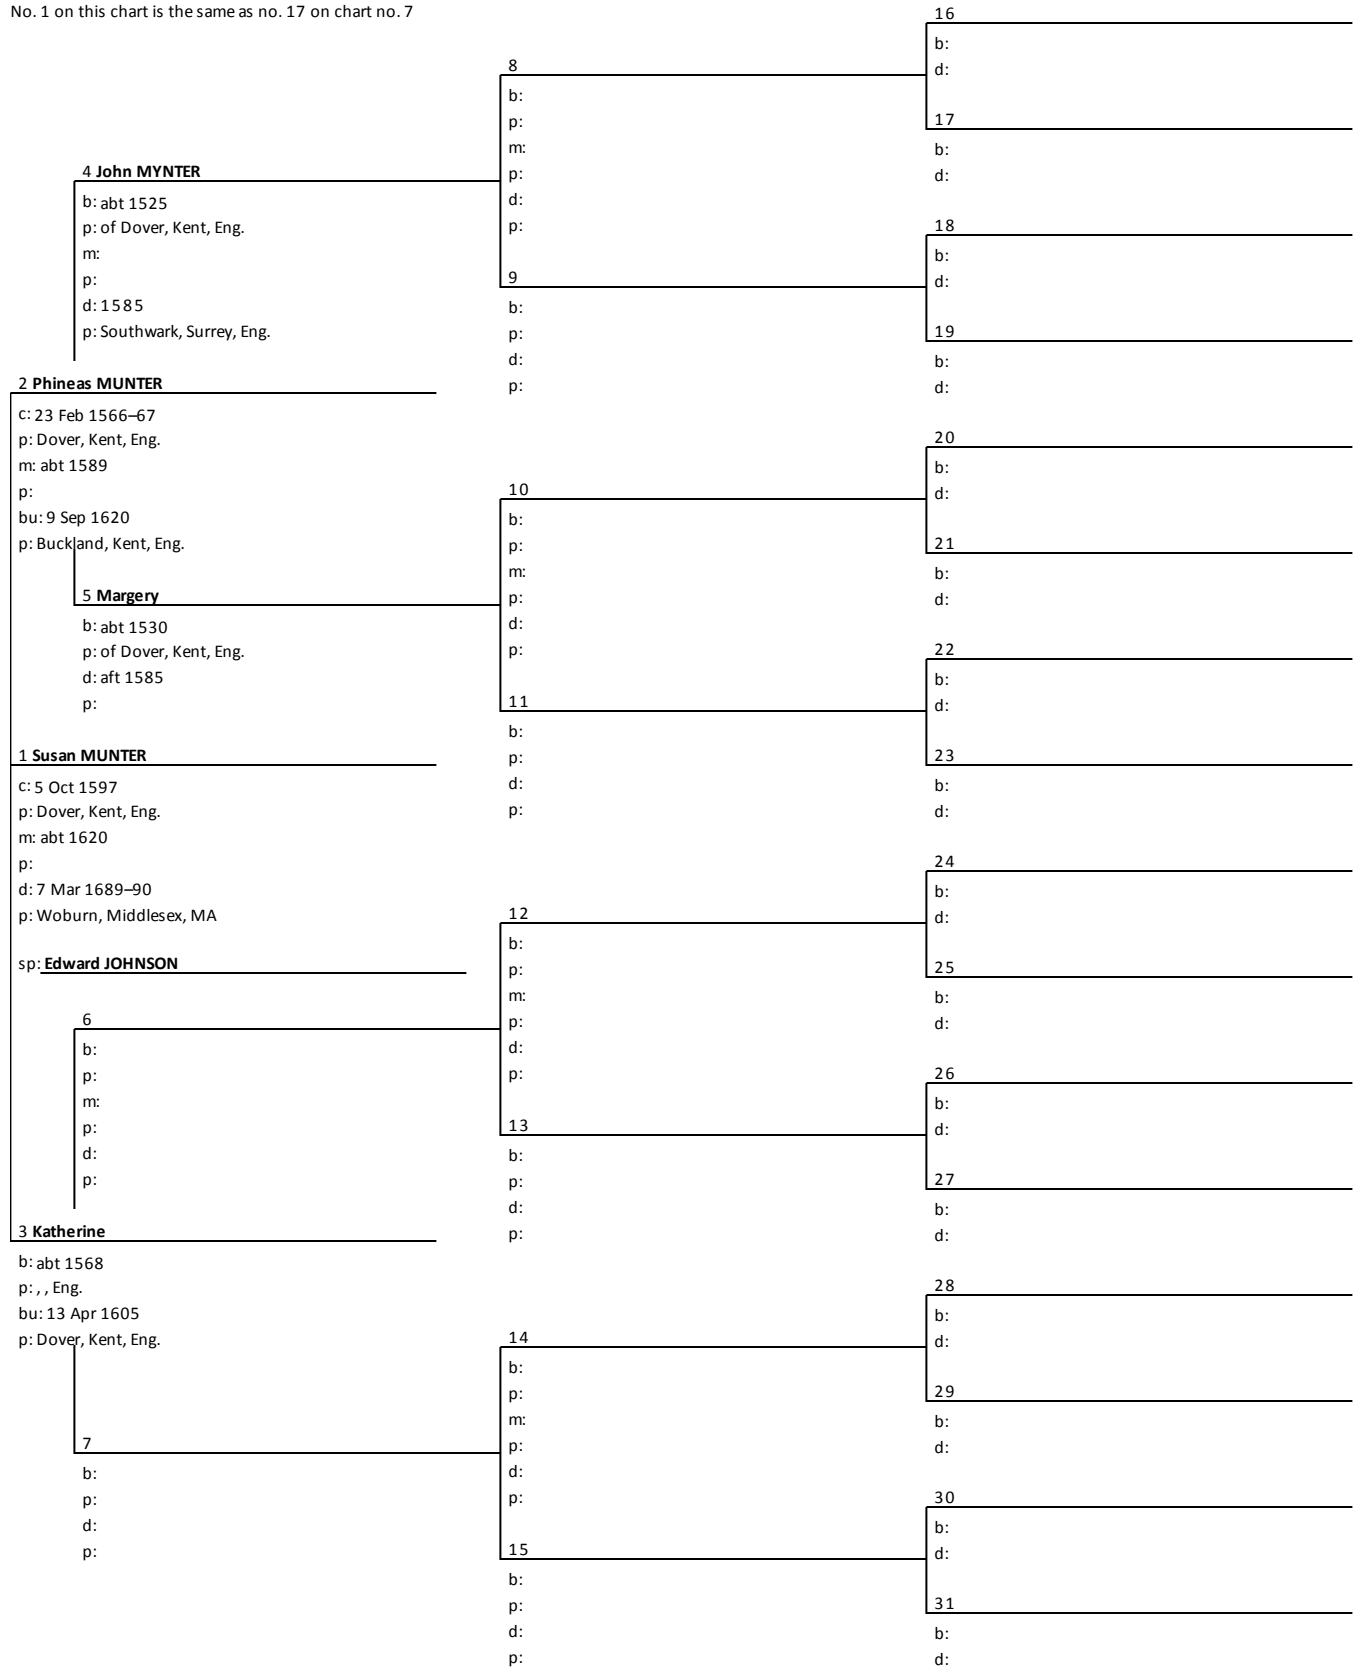 No. 1 on this chart is the same as no. 17 on chart no. 7
4 John MYNTER
b: abt 1525
p: of Dover, Kent, Eng.
m:
p:
d: 1585
p: Southwark, Surrey, Eng.
2 Phineas MUNTER
c: 23 Feb 1566–67
p: Dover, Kent, Eng.
m: abt 1589
p:
bu: 9 Sep 1620
p: Buckland, Kent, Eng.
5 Margery
b: abt 1530
p: of Dover, Kent, Eng.
d: aft 1585
p:
1 Susan MUNTER
c: 5 Oct 1597
p: Dover, Kent, Eng.
m: abt 1620
p:
d: 7 Mar 1689–90
p: Woburn, Middlesex, MA
sp: Edward JOHNSON
6
b:
p:
m:
p:
d:
p:
3 Katherine
b: abt 1568
p: , , Eng.
bu: 13 Apr 1605
p: Dover, Kent, Eng.
7
b:
p:
d:
p:
8
b:
p:
m:
p:
d:
p:
9
b:
p:
d:
p:
10
b:
p:
m:
p:
d:
p:
11
b:
p:
d:
p:
12
b:
p:
m:
p:
d:
p:
13
b:
p:
d:
p:
14
b:
p:
m:
p:
d:
p:
15
b:
p:
d:
p:
16
b:
d:
17
b:
d:
18
b:
d:
19
b:
d:
20
b:
d:
21
b:
d:
22
b:
d:
23
b:
d:
24
b:
d:
25
b:
d:
26
b:
d:
27
b:
d:
28
b:
d:
29
b:
d:
30
b:
d:
31
b:
d: